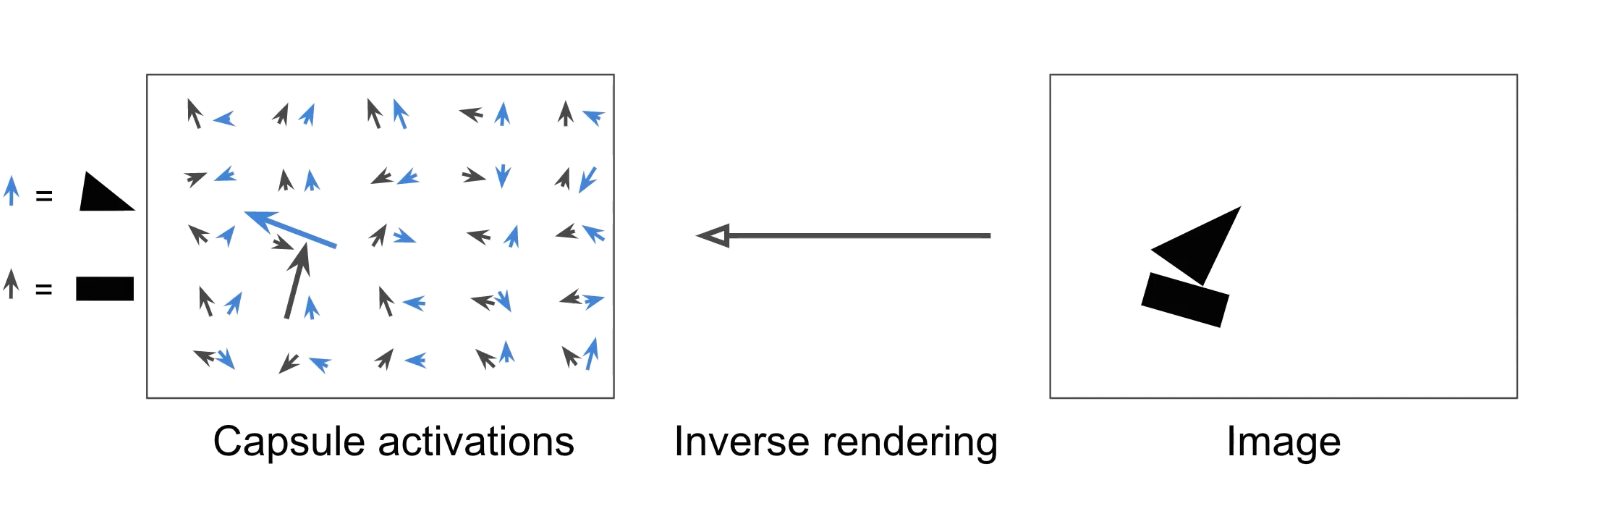 =
=
Capsule activations
Inverse rendering
Image